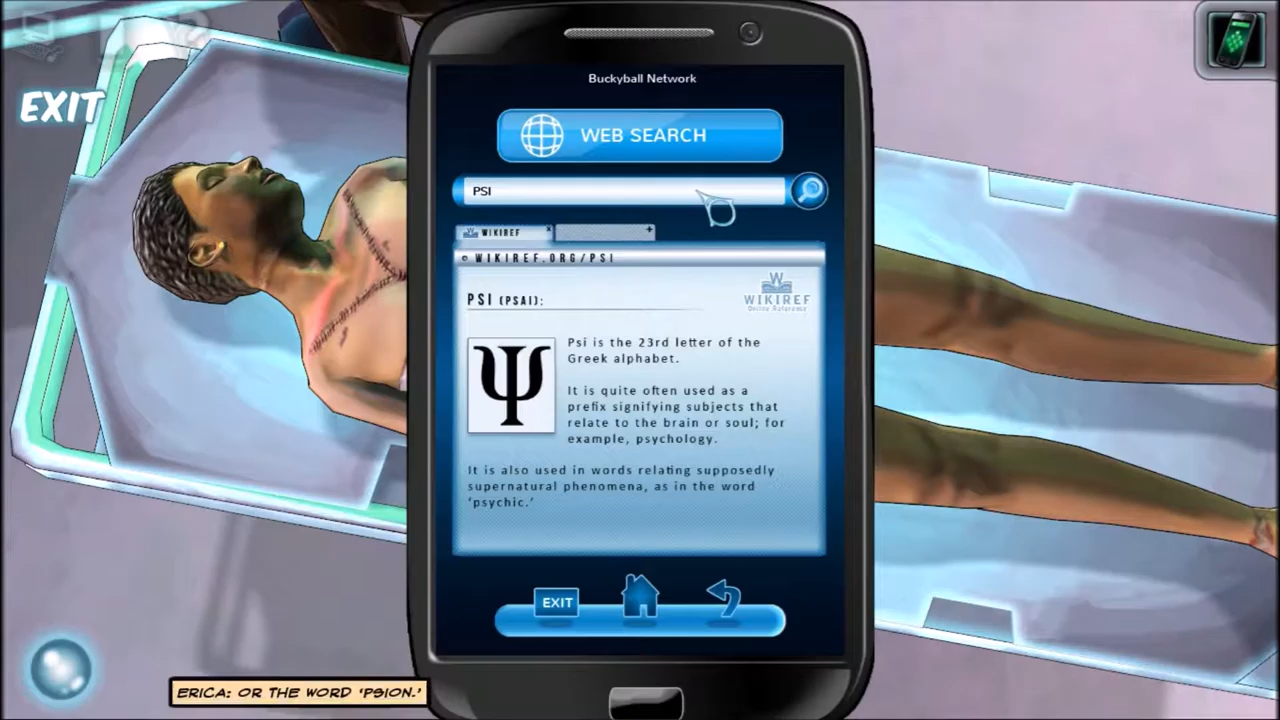 Buckyball Network
EXIT
WEB SEARCH
PSI
WIKIREF
x
+
© WIKIREF.ORG/PSI
PSI (PSAI):
W
WIKIREF
Online Reference
Ψ
Psi is the 23rd letter of the
Greek alphabet.
It is quite often used as a
prefix signifying subjects that
relate to the brain or soul; for
example, psychology.
It is also used in words relating supposedly
supernatural phenomena, as in the word
‘psychic.’
EXIT
ERICA: OR THE WORD ‘PSION.’